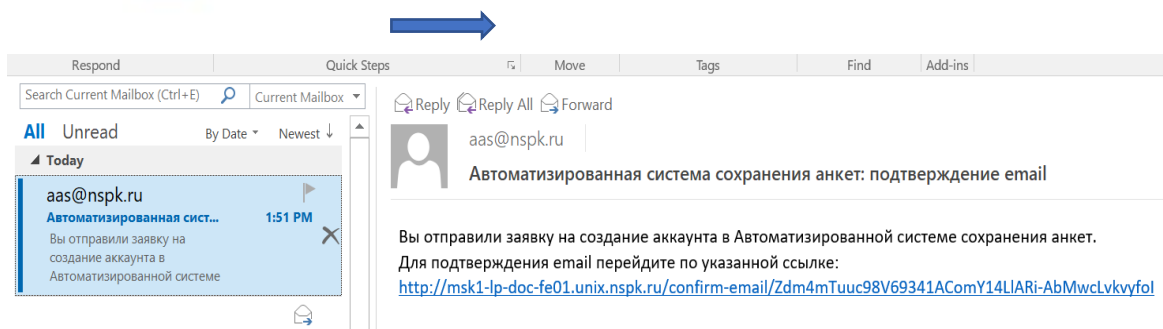 Respond
Quick Steps
Move
Tags
Find
Add-ins
Search Current Mailbox (Ctrl+E)
Current Mailbox
All Unread
By Date
Newest ↓
Today
aas@nspk.ru
Автоматизированная сист...
1:51 PM
Вы отправили заявку на
создание аккаунта в
Автоматизированной системе
Reply Reply All Forward
aas@nspk.ru
Автоматизированная система сохранения анкет: подтверждение email
Вы отправили заявку на создание аккаунта в Автоматизированной системе сохранения анкет.
Для подтверждения email перейдите по указанной ссылке:
http://msk1-lp-doc-fe01.unix.nspk.ru/confirm-email/Zdm4mTuuc98V69341AComY14LlARi-AbMwcLvkvyfoI